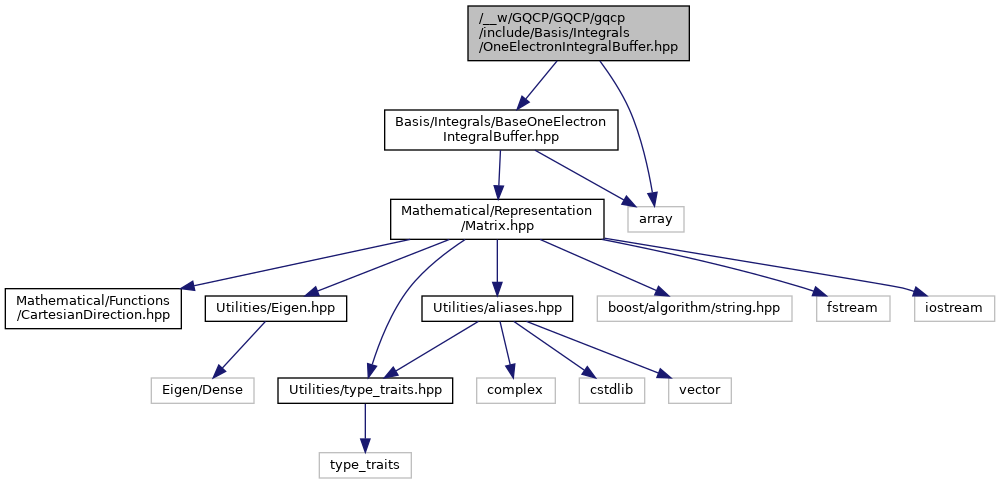 /__w/GQCP/GQCP/gqcp
/include/Basis/Integrals
/OneElectronIntegralBuffer.hpp
Basis/Integrals/BaseOneElectron
IntegralBuffer.hpp
Mathematical/Representation
/Matrix.hpp
array
Mathematical/Functions
/CartesianDirection.hpp
Utilities/Eigen.hpp
Utilities/aliases.hpp
boost/algorithm/string.hpp
fstream
iostream
Eigen/Dense
Utilities/type_traits.hpp
complex
cstdlib
vector
type_traits